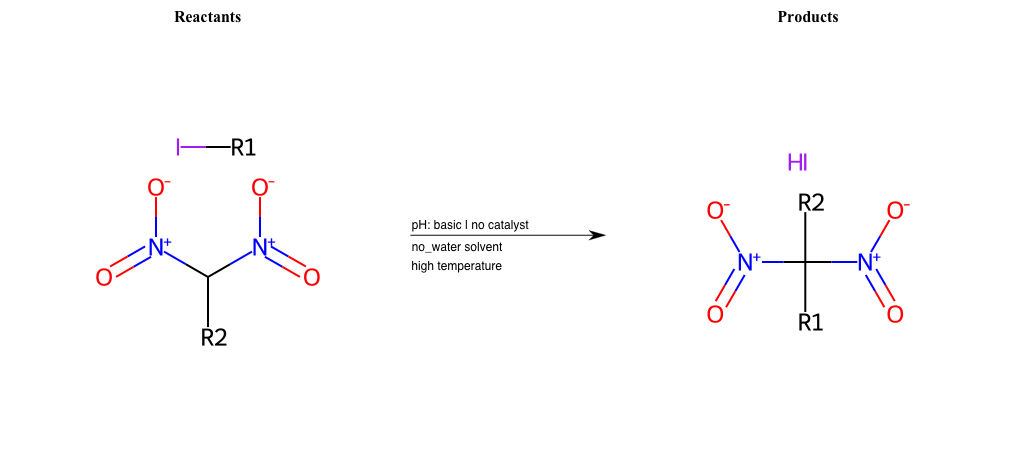 Reactants
Products
I R1
O⁻ O⁻
N⁺ N⁺
O O
R2
pH: basic | no catalyst
no_water solvent
high temperature
HI
R2
O⁻ O⁻
N⁺ N⁺
O O
R1